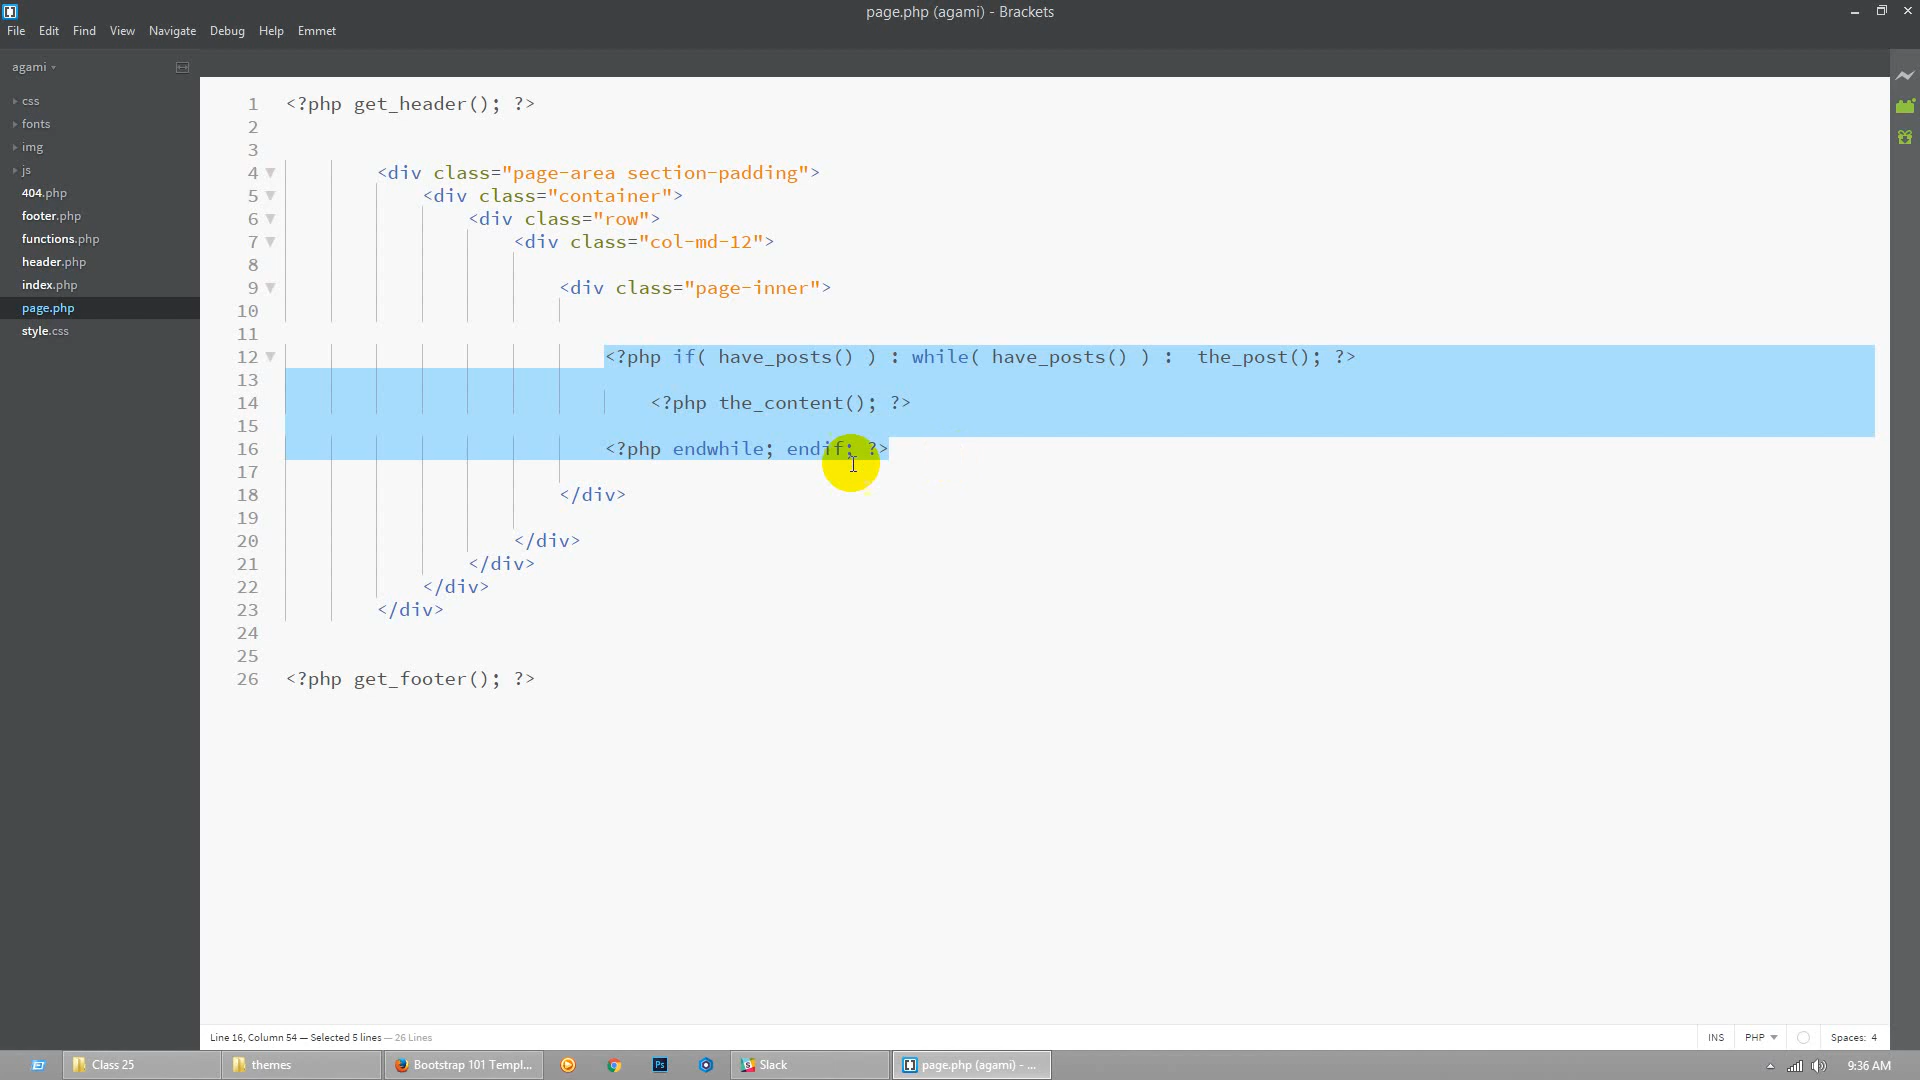 page.php (agami) - Brackets
File Edit Find View Navigate Debug Help Emmet
agami
css
fonts
img
js
404.php
footer.php
functions.php
header.php
index.php
page.php
style.css
1 <?php get_header(); ?>
2
3
4 <div class="page-area section-padding">
5 <div class="container">
6 <div class="row">
7 <div class="col-md-12">
8
9 <div class="page-inner">
10
11
12 <?php if( have_posts() ) : while( have_posts() ) :  the_post(); ?>
13
14 <?php the_content(); ?>
15
16 <?php endwhile; endif; ?>
17
18 </div>
19
20 </div>
21 </div>
22 </div>
23 </div>
24
25
26 <?php get_footer(); ?>
Line 16, Column 54 — Selected 5 lines — 26 Lines
INS PHP Spaces: 4
Class 25 themes Bootstrap 101 Templ... Ps Slack page.php (agami) - ... 9:36 AM